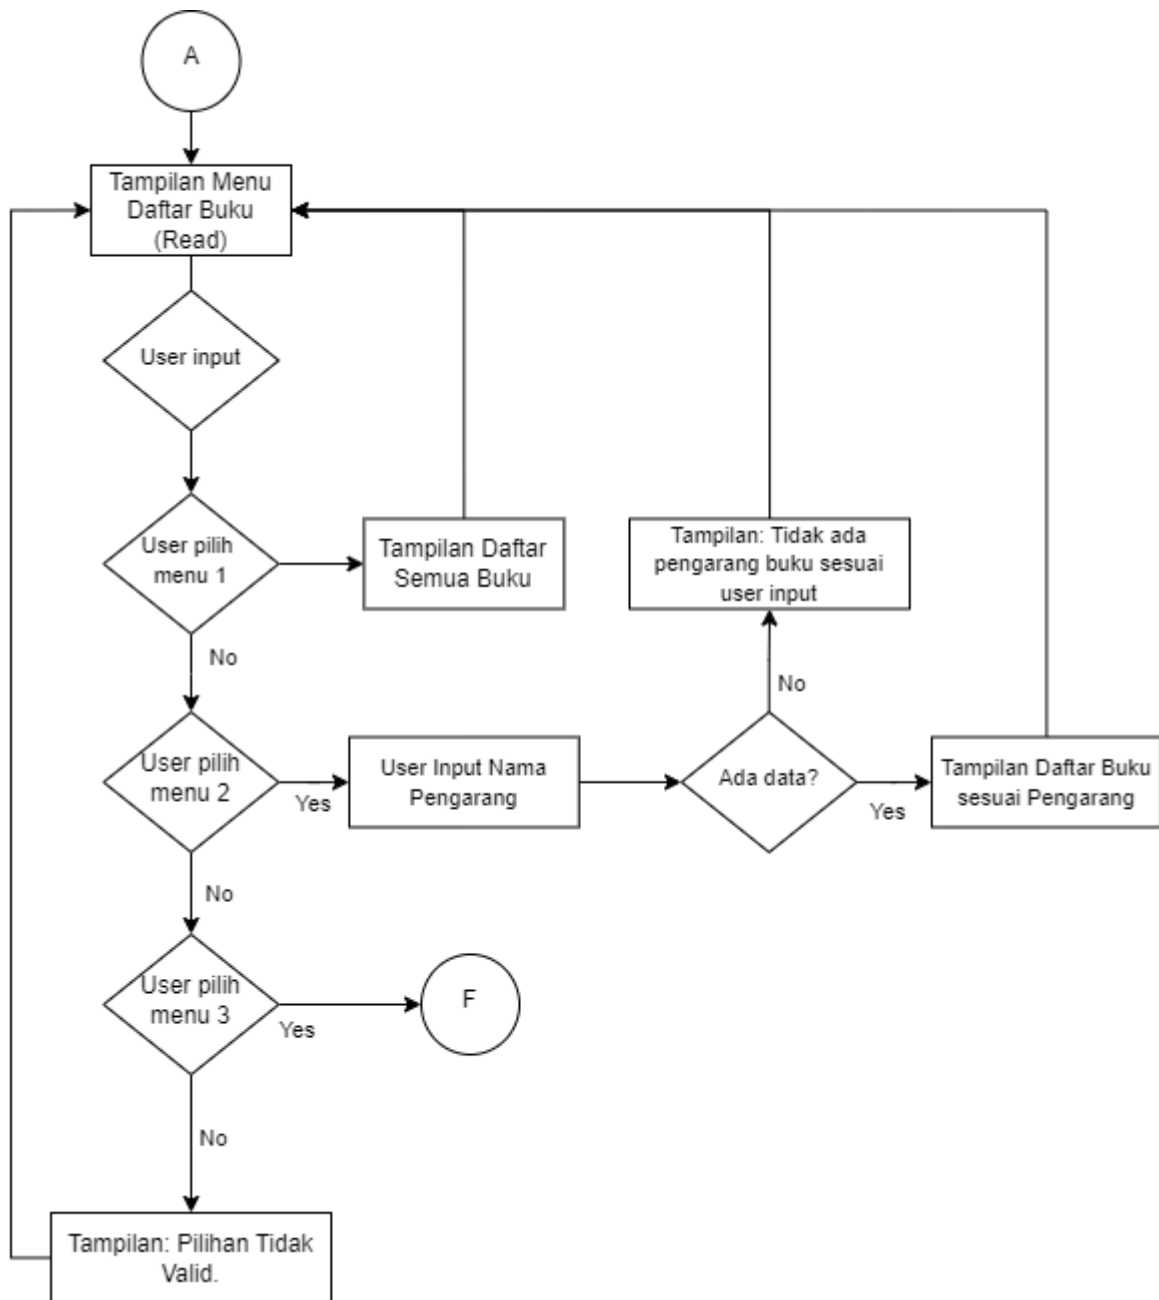 A
Tampilan Menu
Daftar Buku
(Read)
User input
User pilih
menu 1
Tampilan Daftar
Semua Buku
Tampilan: Tidak ada
pengarang buku sesuai
user input
No
No
User pilih
menu 2
Yes
User Input Nama
Pengarang
Ada data?
Yes
Tampilan Daftar Buku
sesuai Pengarang
No
User pilih
menu 3
Yes
F
No
Tampilan: Pilihan Tidak
Valid.